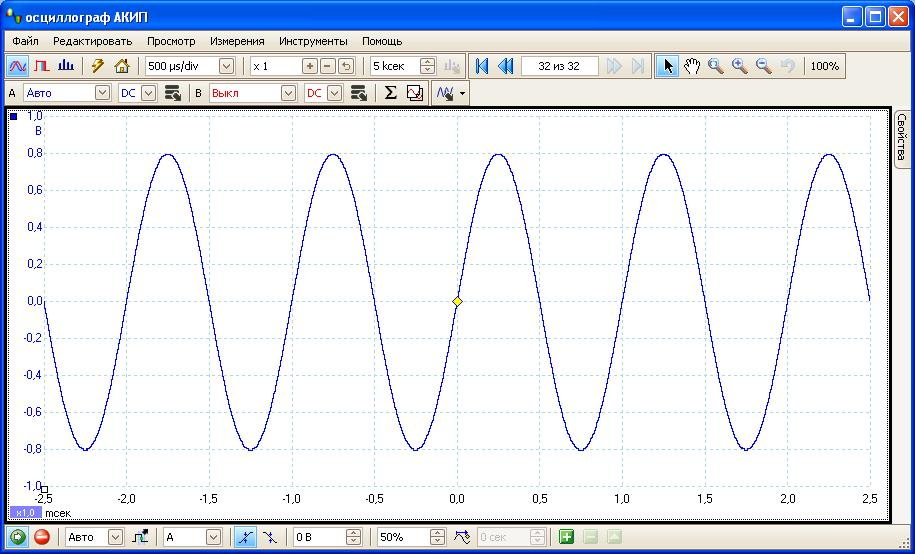 осциллограф АКИП
Файл Редактировать Просмотр Измерения Инструменты Помощь
500 µs/div x 1 5 kсек 32 из 32 100%
A Авто DC B Выкл DC Σ
Свойства
1,0
В
0,8
0,6
0,4
0,2
0,0
-0,2
-0,4
-0,6
-0,8
-1,0
-2,5 -2,0 -1,5 -1,0 -0,5 0,0 0,5 1,0 1,5 2,0 2,5
x1,0 mсек
Авто A 0 В 50% 0 сек